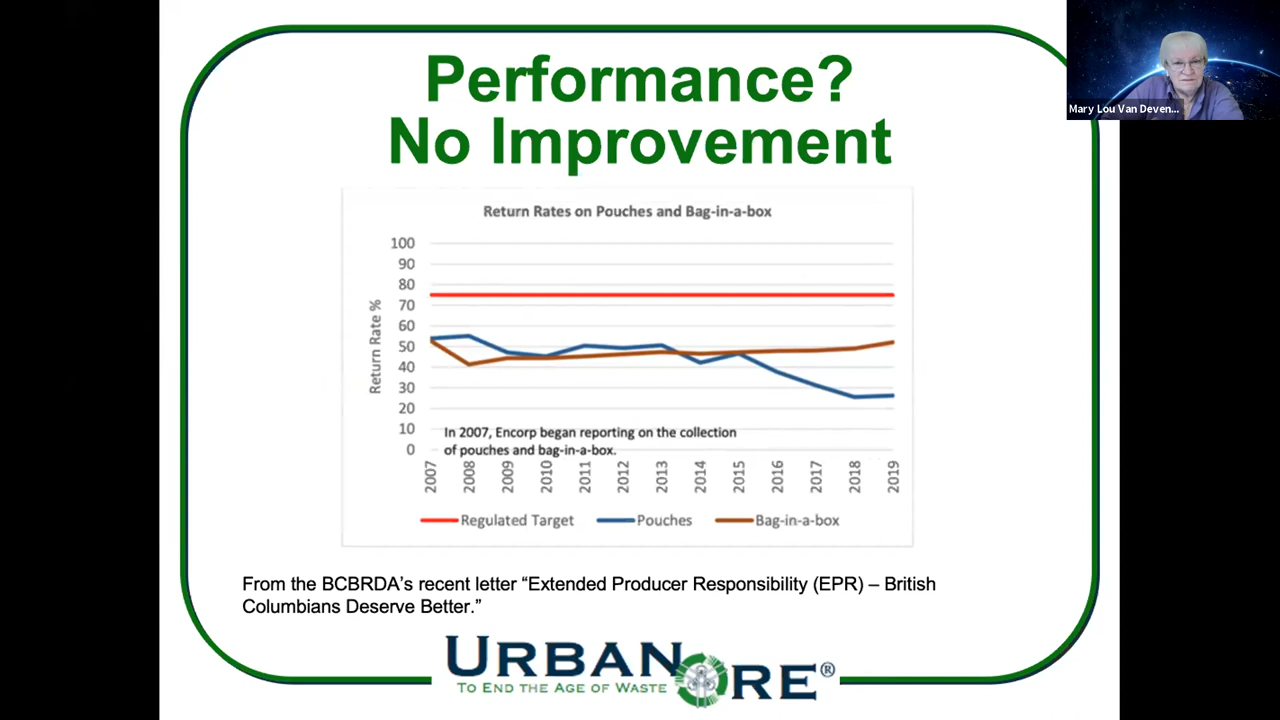 Performance?
No Improvement
Mary Lou Van Deven...
Return Rates on Pouches and Bag-in-a-box
Return Rate %
100
90
80
70
60
50
40
30
20
10
0
In 2007, Encorp began reporting on the collection
of pouches and bag-in-a-box.
2007 2008 2009 2010 2011 2012 2013 2014 2015 2016 2017 2018 2019
Regulated Target Pouches Bag-in-a-box
From the BCBRDA’s recent letter “Extended Producer Responsibility (EPR) – British
Columbians Deserve Better.”
URBAN ORE®
TO END THE AGE OF WASTE